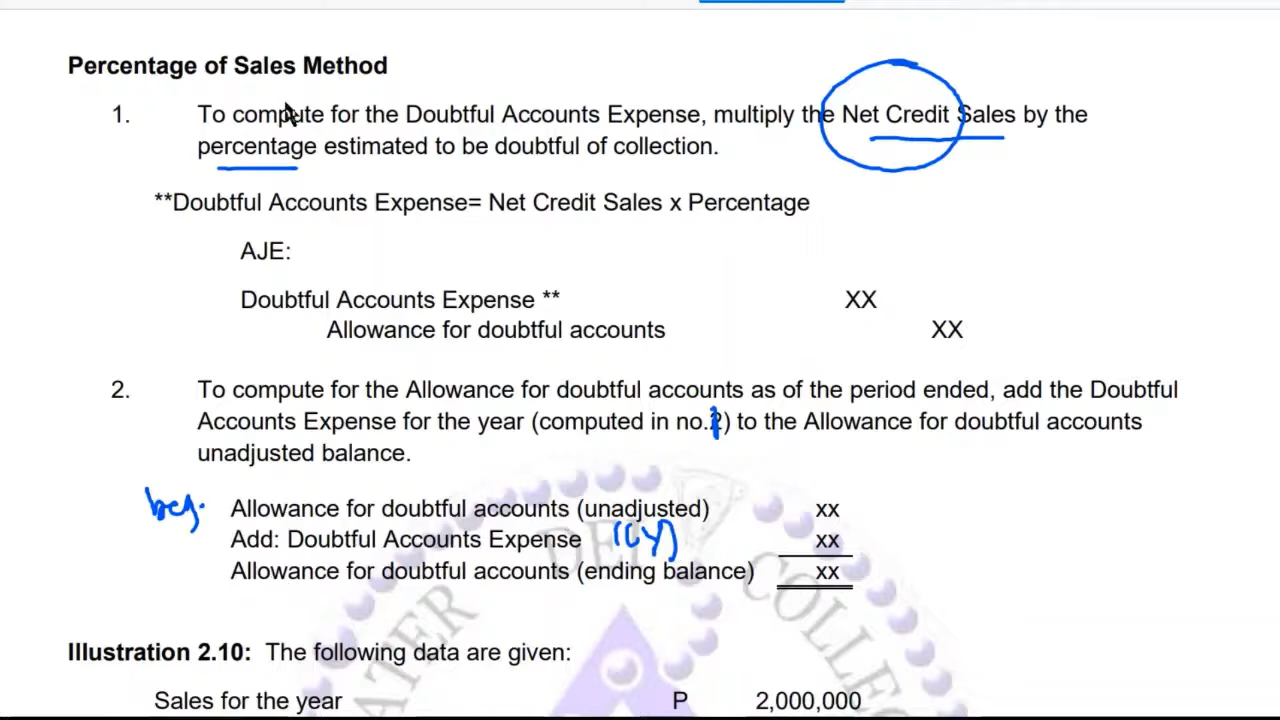 Percentage of Sales Method
1. To compute for the Doubtful Accounts Expense, multiply the Net Credit Sales by the
percentage estimated to be doubtful of collection.
**Doubtful Accounts Expense= Net Credit Sales x Percentage
AJE:
Doubtful Accounts Expense ** XX
Allowance for doubtful accounts XX
2. To compute for the Allowance for doubtful accounts as of the period ended, add the Doubtful
Accounts Expense for the year (computed in no.1) to the Allowance for doubtful accounts
unadjusted balance.
beg. Allowance for doubtful accounts (unadjusted) xx
Add: Doubtful Accounts Expense (CY) xx
Allowance for doubtful accounts (ending balance) xx
Illustration 2.10: The following data are given:
Sales for the year P 2,000,000
ATER
DEI
COLLEG